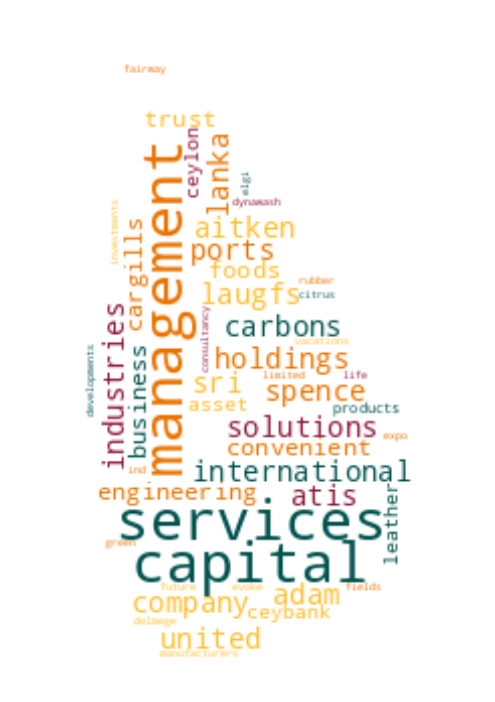 fairway
trust
management
ceylon
lanka
elgi
dynawash
investments
cargills
aitken
ports
foods
rubber
laugfs
citrus
industries
consultancy
carbons
vacations
developments
business
holdings
limited
life
sri
spence
asset
products
solutions
expo
convenient
ind
international
engineering
atis
leather
services
green
capital
future
evoke
adam
fields
company
ceybank
delmege
united
manufacturers